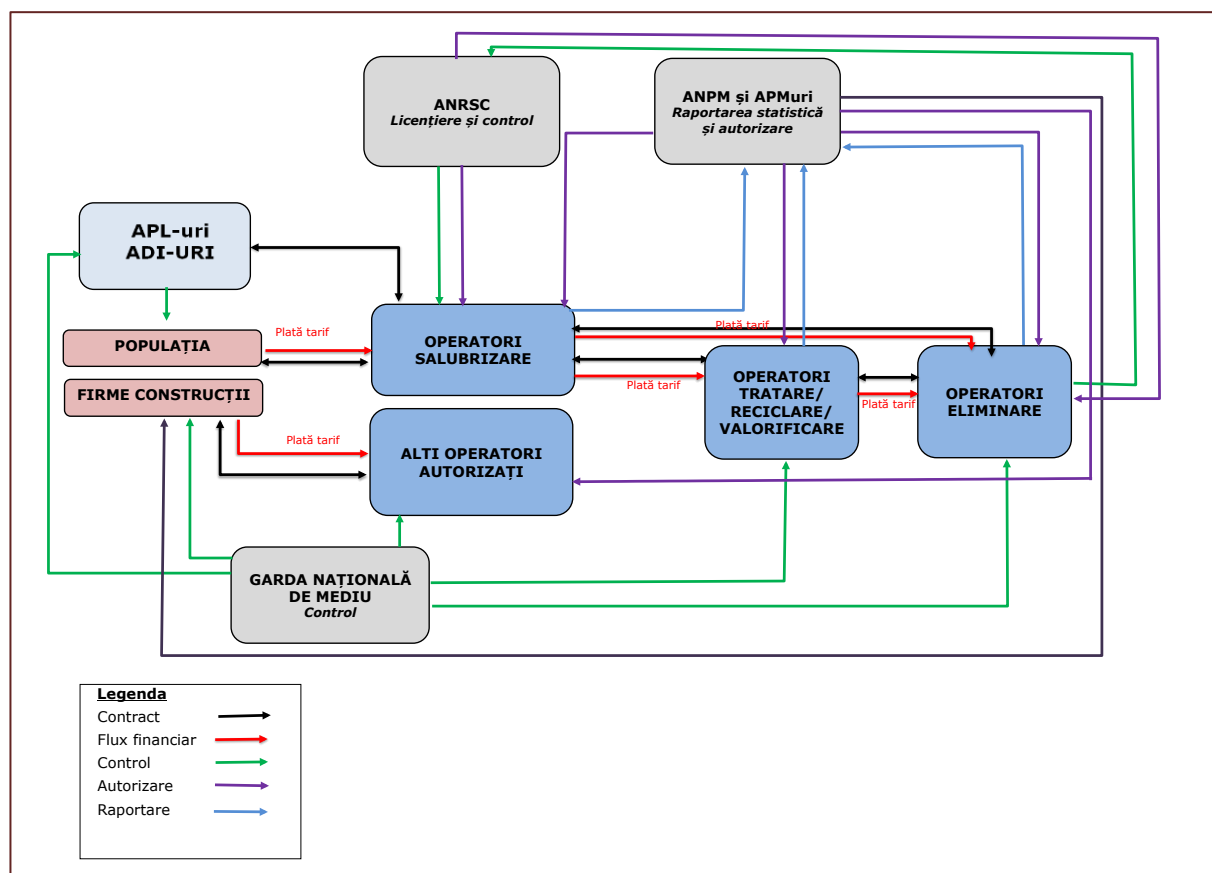 ANRSC
Licențiere și control
ANPM și APMuri
Raportarea statistică
și autorizare
APL-uri
ADI-URI
POPULAȚIA
Plată tarif
OPERATORI
SALUBRIZARE
Plată tarif
FIRME CONSTRUCȚII
Plată tarif
OPERATORI
TRATARE/
RECICLARE/
VALORIFICARE
Plată tarif
OPERATORI
ELIMINARE
Plată tarif
ALTI OPERATORI
AUTORIZAȚI
GARDA NAȚIONALĂ
DE MEDIU
Control
Legenda
Contract
Flux financiar
Control
Autorizare
Raportare